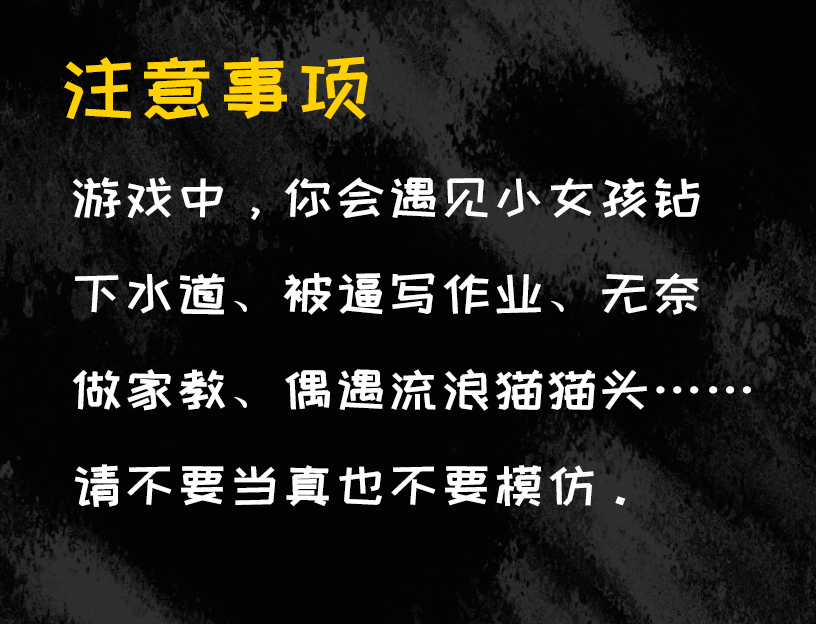 注意事项
游戏中，你会遇见小女孩钻
下水道、被逼写作业、无奈
做家教、偶遇流浪猫猫头……
请不要当真也不要模仿。